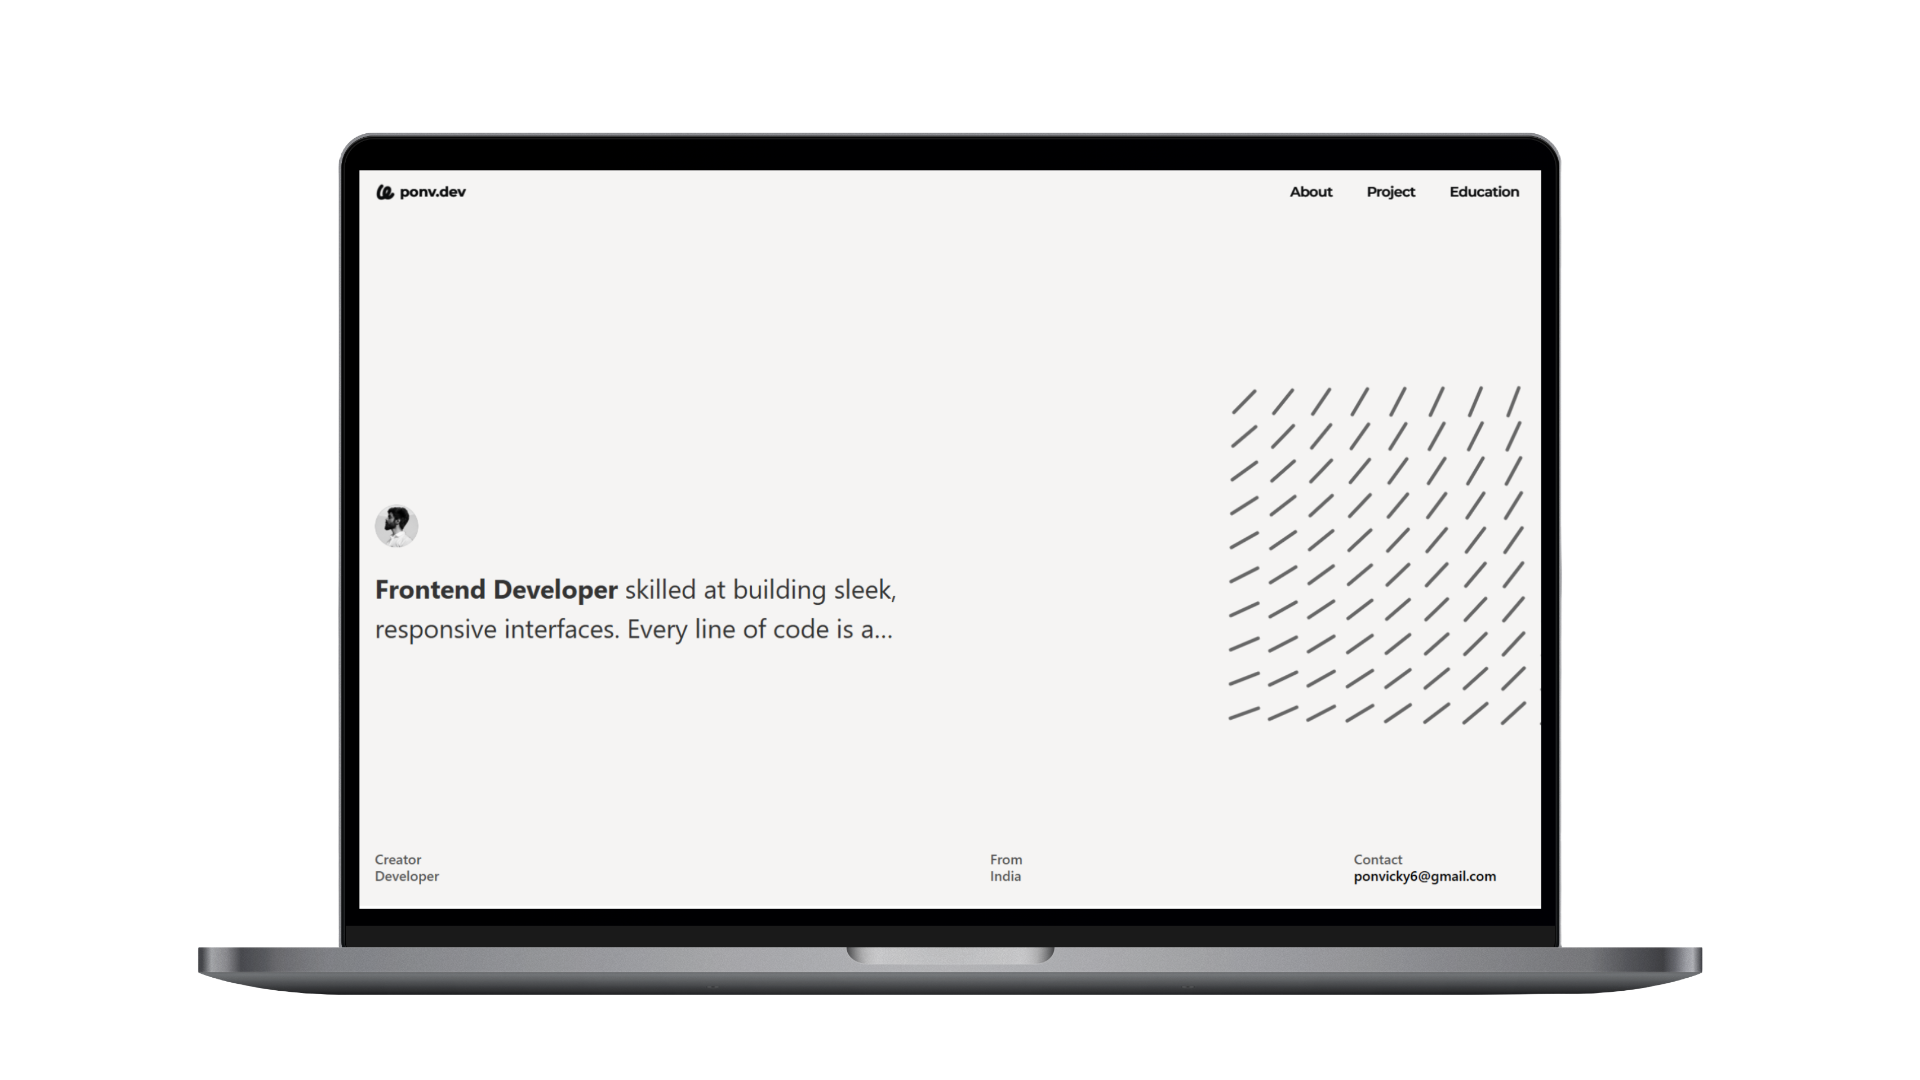 ponv.dev
About Project Education
Frontend Developer skilled at building sleek,
responsive interfaces. Every line of code is a...
Creator
Developer
From
India
Contact
ponvicky6@gmail.com